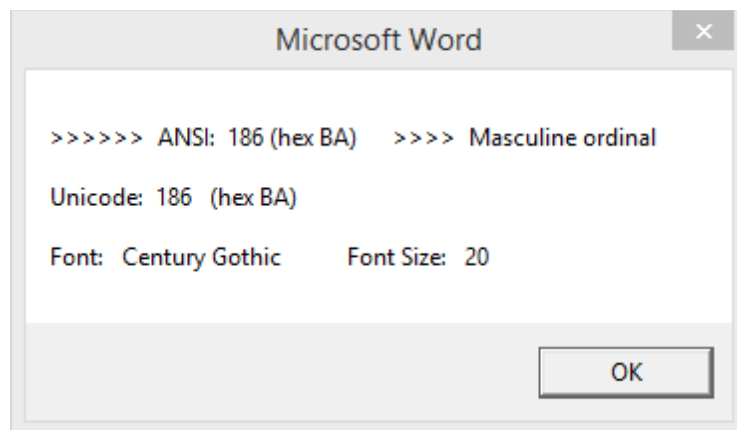 Microsoft Word
>>>>>> ANSI: 186 (hex BA) >>>> Masculine ordinal
Unicode: 186 (hex BA)
Font: Century Gothic Font Size: 20
OK